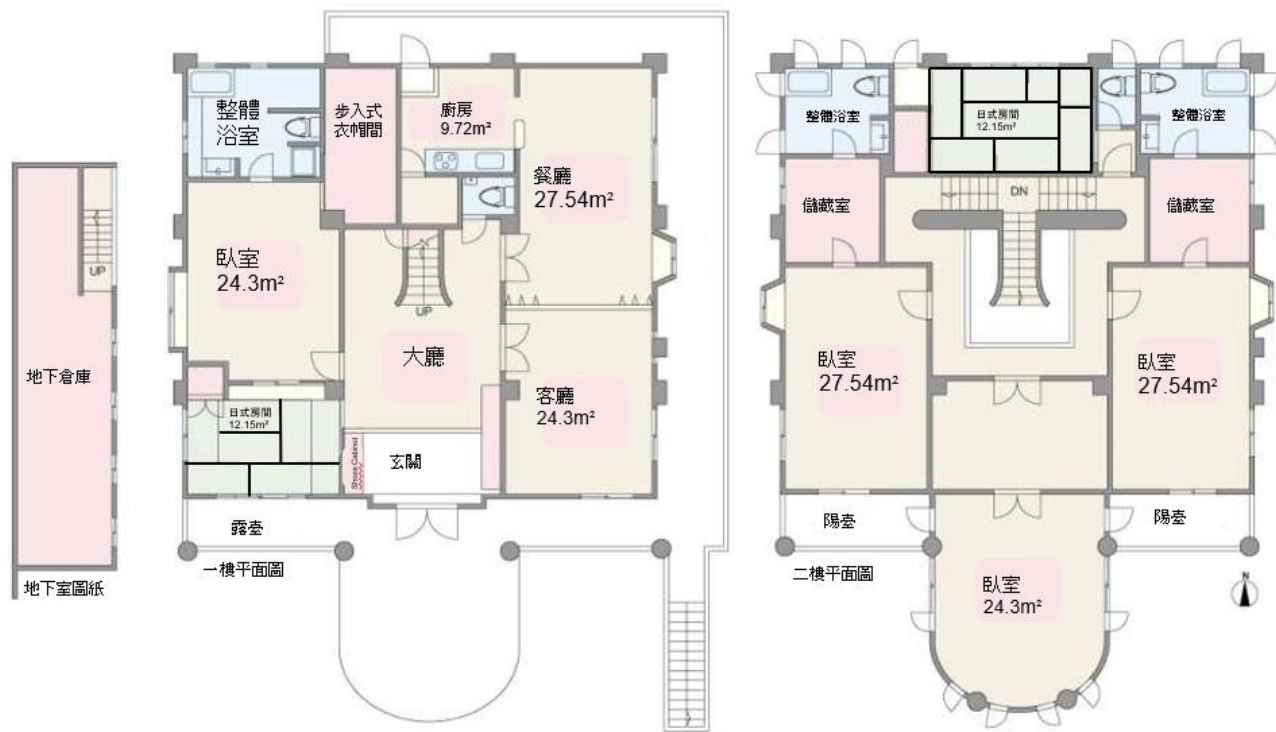 UP
地下倉庫
地下室圖紙
整體
浴室
步入式
衣帽間
廚房
9.72m²
餐廳
27.54m²
臥室
24.3m²
UP
大廳
客廳
24.3m²
日式房間
12.15m²
Shoes Cabinet
玄關
露臺
一樓平面圖
整體浴室
日式房間
12.15m²
整體浴室
儲藏室
DN
儲藏室
臥室
27.54m²
臥室
27.54m²
陽臺
陽臺
二樓平面圖
臥室
24.3m²
N